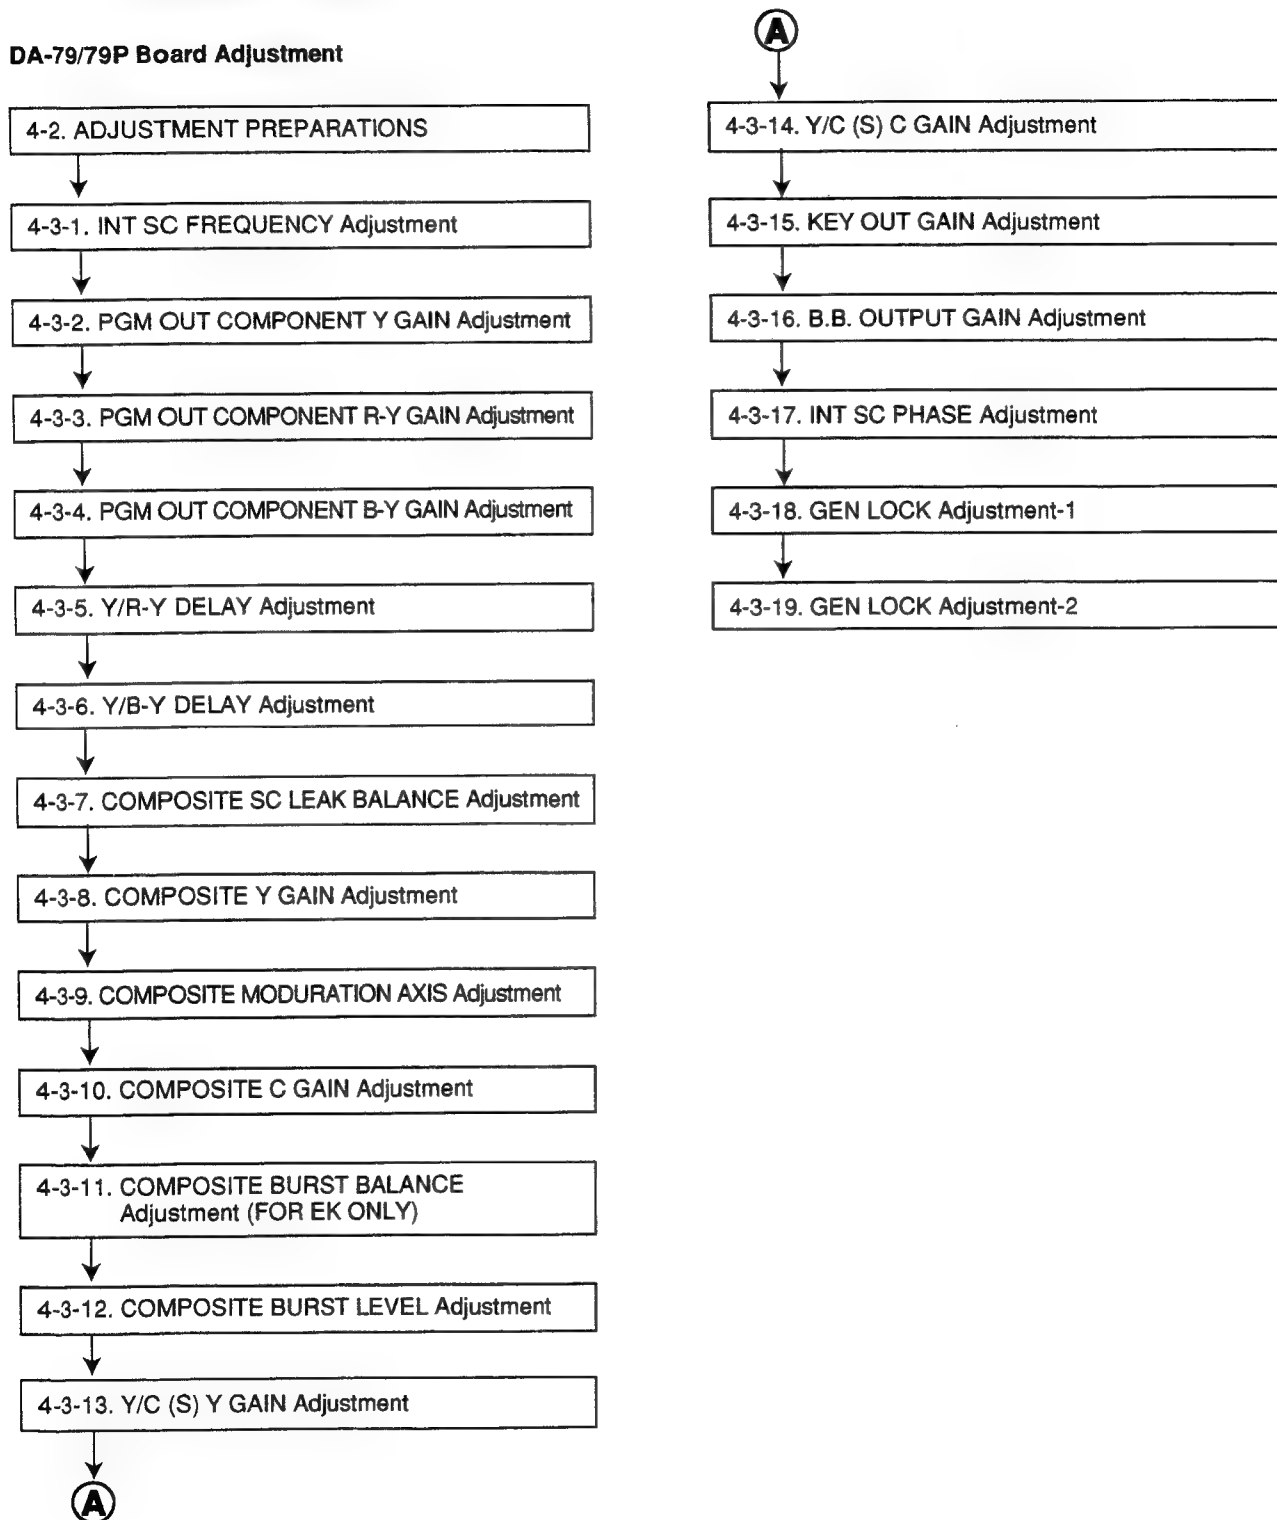 DA-79/79P Board Adjustment
4-2. ADJUSTMENT PREPARATIONS
4-3-1. INT SC FREQUENCY Adjustment
4-3-2. PGM OUT COMPONENT Y GAIN Adjustment
4-3-3. PGM OUT COMPONENT R-Y GAIN Adjustment
4-3-4. PGM OUT COMPONENT B-Y GAIN Adjustment
4-3-5. Y/R-Y DELAY Adjustment
4-3-6. Y/B-Y DELAY Adjustment
4-3-7. COMPOSITE SC LEAK BALANCE Adjustment
4-3-8. COMPOSITE Y GAIN Adjustment
4-3-9. COMPOSITE MODURATION AXIS Adjustment
4-3-10. COMPOSITE C GAIN Adjustment
4-3-11. COMPOSITE BURST BALANCE
Adjustment (FOR EK ONLY)
4-3-12. COMPOSITE BURST LEVEL Adjustment
4-3-13. Y/C (S) Y GAIN Adjustment
A
A
4-3-14. Y/C (S) C GAIN Adjustment
4-3-15. KEY OUT GAIN Adjustment
4-3-16. B.B. OUTPUT GAIN Adjustment
4-3-17. INT SC PHASE Adjustment
4-3-18. GEN LOCK Adjustment-1
4-3-19. GEN LOCK Adjustment-2